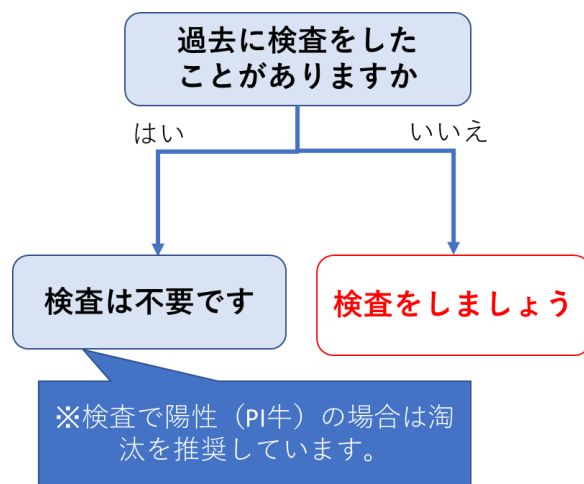 過去に検査をした
ことがありますか
はい
いいえ
検査は不要です
検査をしましょう
※検査で陽性（PI牛）の場合は淘
汰を推奨しています。